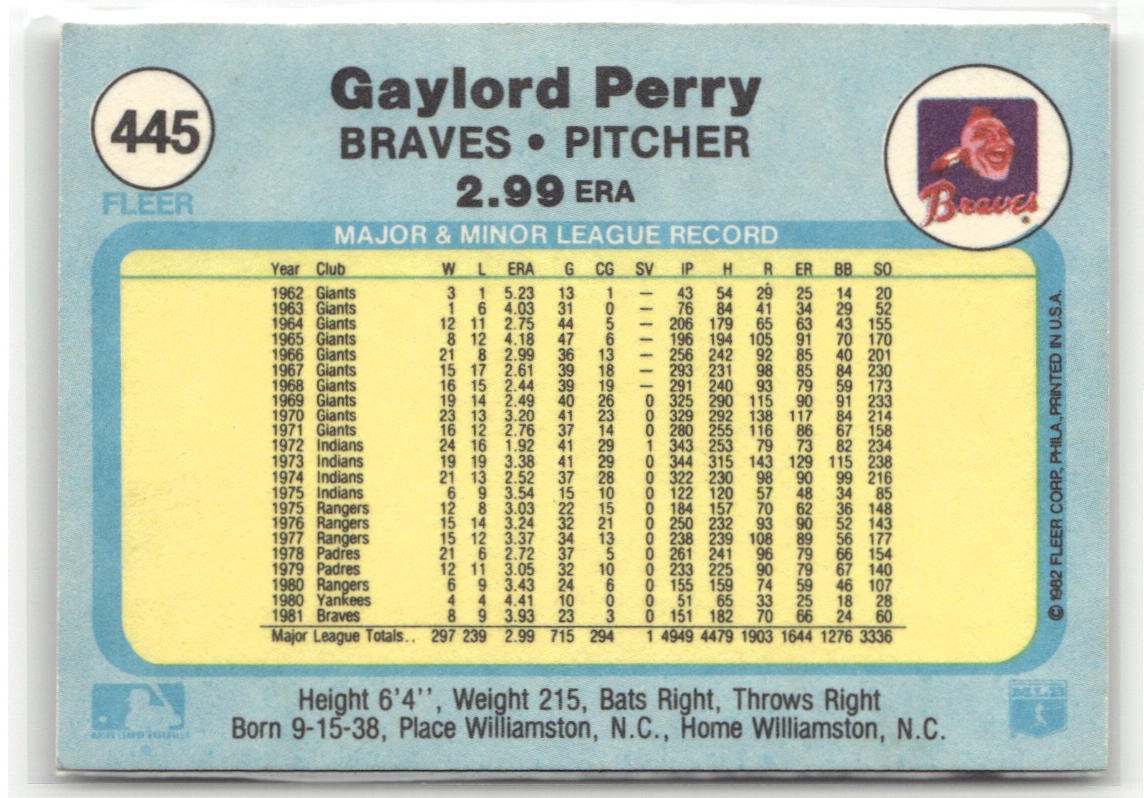 445
FLEER
Gaylord Perry
BRAVES • PITCHER
2.99 ERA
Braves
MAJOR & MINOR LEAGUE RECORD
Year Club W L ERA G CG SV IP H R ER BB SO
1962 Giants 3 1 5.23 13 1 — 43 54 29 25 14 20
1963 Giants 1 6 4.03 31 0 — 76 84 41 34 29 52
1964 Giants 12 11 2.75 44 5 — 206 179 65 63 43 155
1965 Giants 8 12 4.18 47 6 — 196 194 105 91 70 170
1966 Giants 21 8 2.99 36 13 — 256 242 92 85 40 201
1967 Giants 15 17 2.61 39 18 — 293 231 98 85 84 230
1968 Giants 16 15 2.44 39 19 — 291 240 93 79 59 173
1969 Giants 19 14 2.49 40 26 0 325 290 115 90 91 233
1970 Giants 23 13 3.20 41 23 0 329 292 138 117 84 214
1971 Giants 16 12 2.76 37 14 0 280 255 116 86 67 158
1972 Indians 24 16 1.92 41 29 1 343 253 79 73 82 234
1973 Indians 19 19 3.38 41 29 0 344 315 143 129 115 238
1974 Indians 21 13 2.52 37 28 0 322 230 98 90 99 216
1975 Indians 6 9 3.54 15 10 0 122 120 57 48 34 85
1975 Rangers 12 8 3.03 22 15 0 184 157 70 62 36 148
1976 Rangers 15 14 3.24 32 21 0 250 232 93 90 52 143
1977 Rangers 15 12 3.37 34 13 0 238 239 108 89 56 177
1978 Padres 21 6 2.72 37 5 0 261 241 96 79 66 154
1979 Padres 12 11 3.05 32 10 0 233 225 90 79 67 140
1980 Rangers 6 9 3.43 24 6 0 155 159 74 59 46 107
1980 Yankees 4 4 4.41 10 0 0 51 65 33 25 18 28
1981 Braves 8 9 3.93 23 3 0 151 182 70 66 24 60
Major League Totals.. 297 239 2.99 715 294 1 4949 4479 1903 1644 1276 3336
© 1982 FLEER CORP., PHILA., PRINTED IN U.S.A.
Height 6'4'', Weight 215, Bats Right, Throws Right
Born 9-15-38, Place Williamston, N.C., Home Williamston, N.C.
MAJOR LEAGUE BASEBALL
MLB